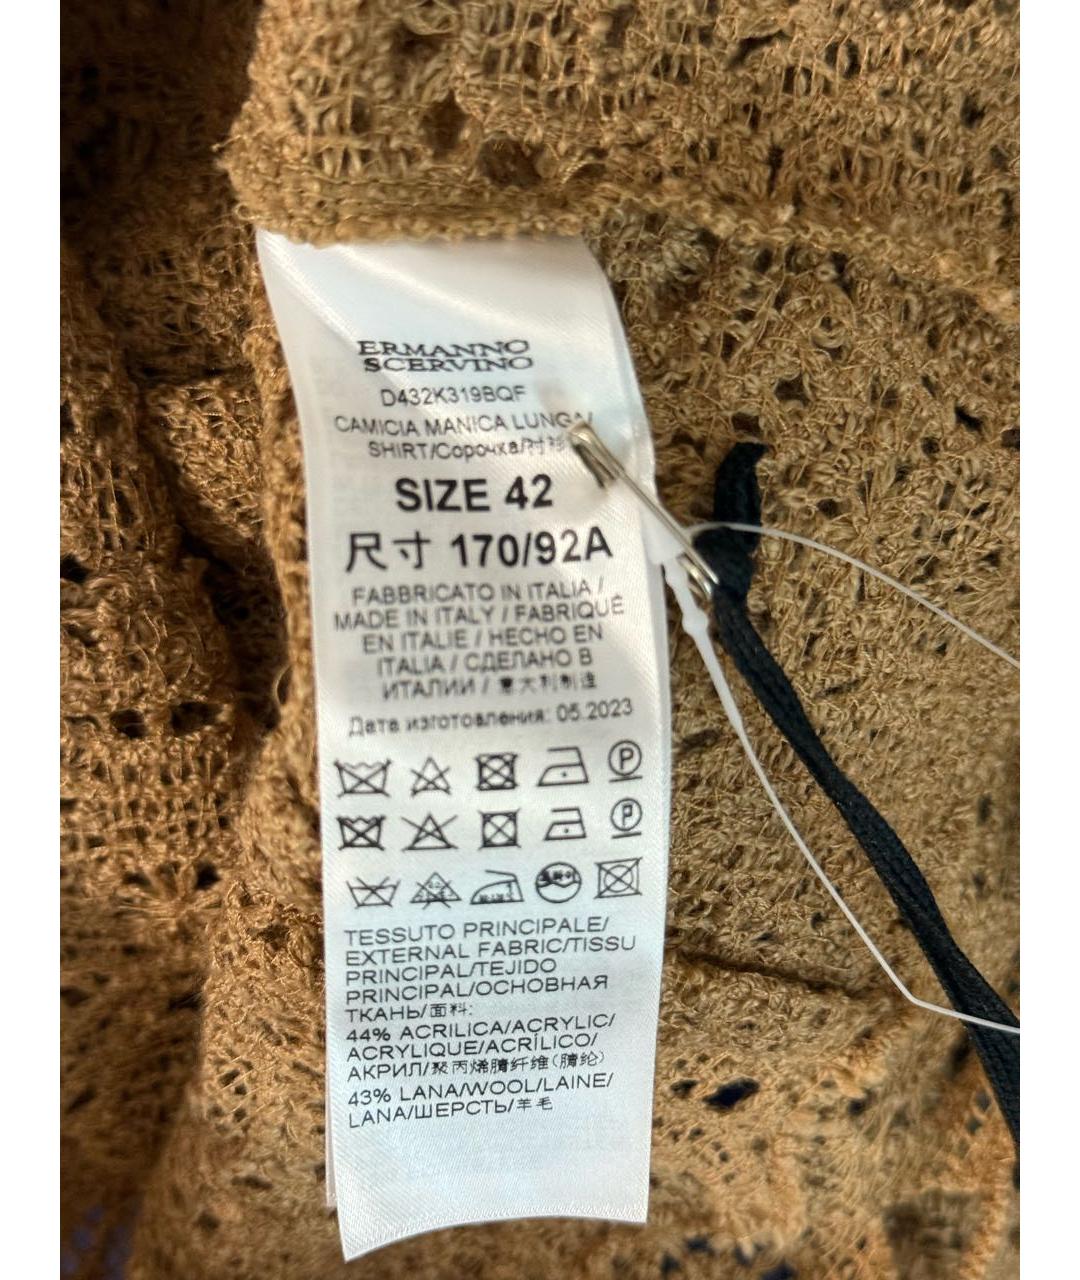 ERMANNO
SCERVINO
D432K319BQF
CAMICIA MANICA LUNGA/
SHIRT/Сорочка/衬衫
SIZE 42
尺寸 170/92A
FABBRICATO IN ITALIA /
MADE IN ITALY / FABRIQUÉ
EN ITALIE / HECHO EN
ITALIA / СДЕЛАНО В
ИТАЛИИ / 意大利制造
Дата изготовления: 05.2023
P
P
TESSUTO PRINCIPALE/
EXTERNAL FABRIC/TISSU
PRINCIPAL/TEJIDO
PRINCIPAL/ОСНОВНАЯ
ТКАНЬ/面料:
44% ACRILICA/ACRYLIC/
ACRYLIQUE/ACRÍLICO/
АКРИЛ/聚丙烯腈纤维(腈纶)
43% LANA/WOOL/LAINE/
LANA/ШЕРСТЬ/羊毛